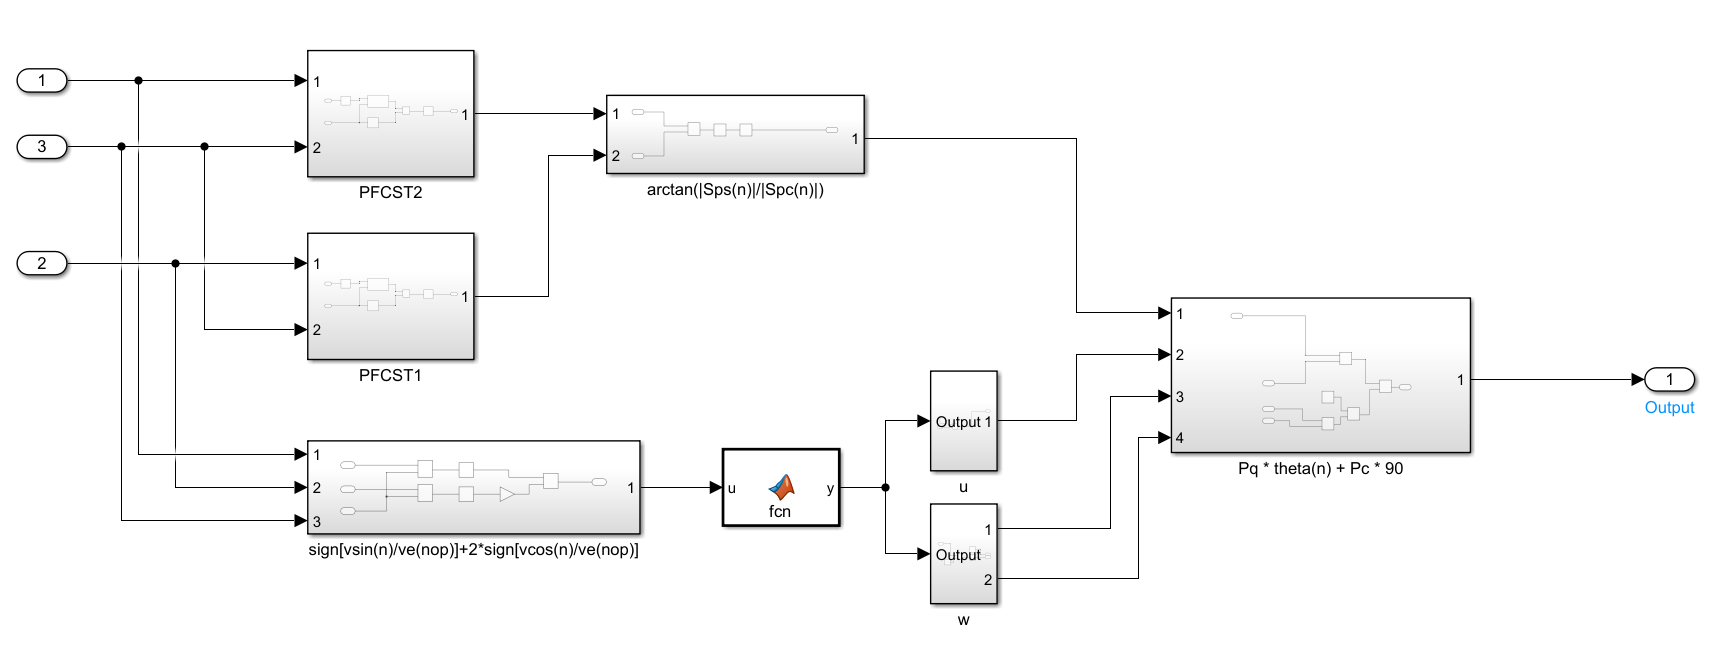 1
1
2
1
PFCST2
3
1
2
1
arctan(|Sps(n)|/|Spc(n)|)
2
1
2
1
PFCST1
1
2
3
1
sign[vsin(n)/ve(nop)]+2*sign[vcos(n)/ve(nop)]
u
fcn
y
Output 1
u
Output
1
2
w
1
2
3
4
1
Pq * theta(n) + Pc * 90
1
Output